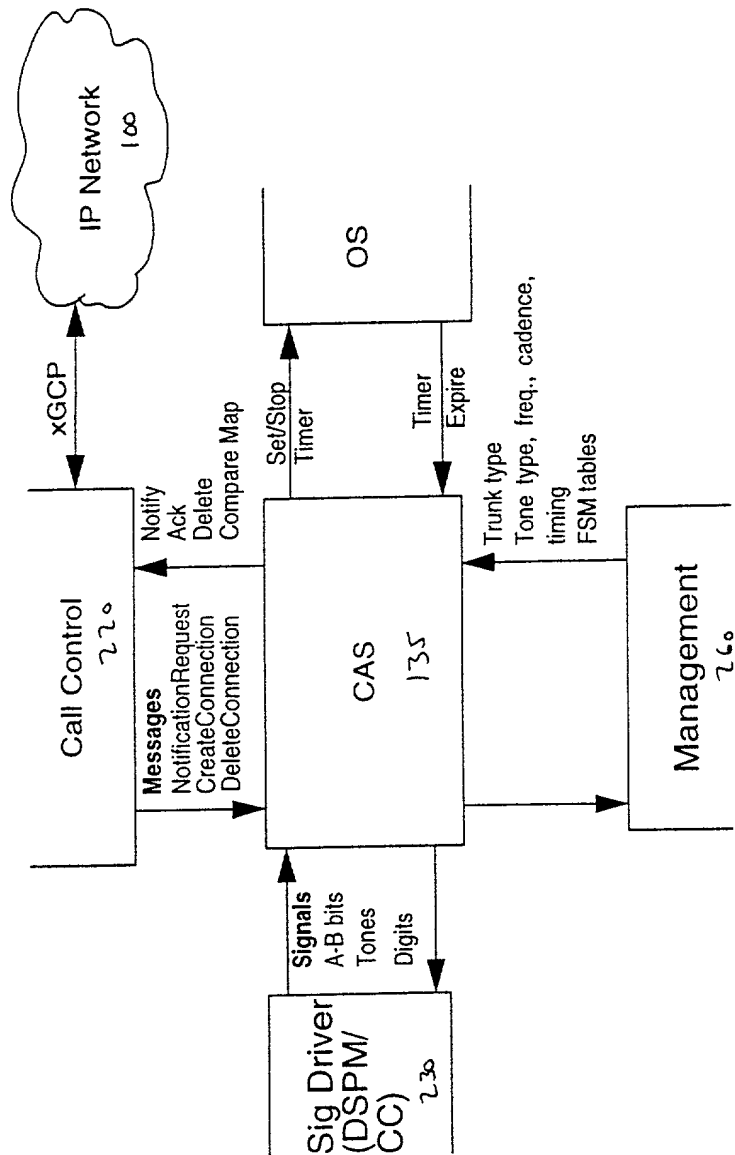 IP Network
100
xGCP
Call Control
220
Messages
NotificationRequest
CreateConnection
DeleteConnection
Notify
Ack
Delete
Compare Map
Set/Stop
Timer
OS
Timer
Expire
Signals
A-B bits
Tones
Digits
CAS
135
Sig Driver
(DSPM/
CC)
230
Trunk type
Tone type, freq., cadence,
timing
FSM tables
Management
260